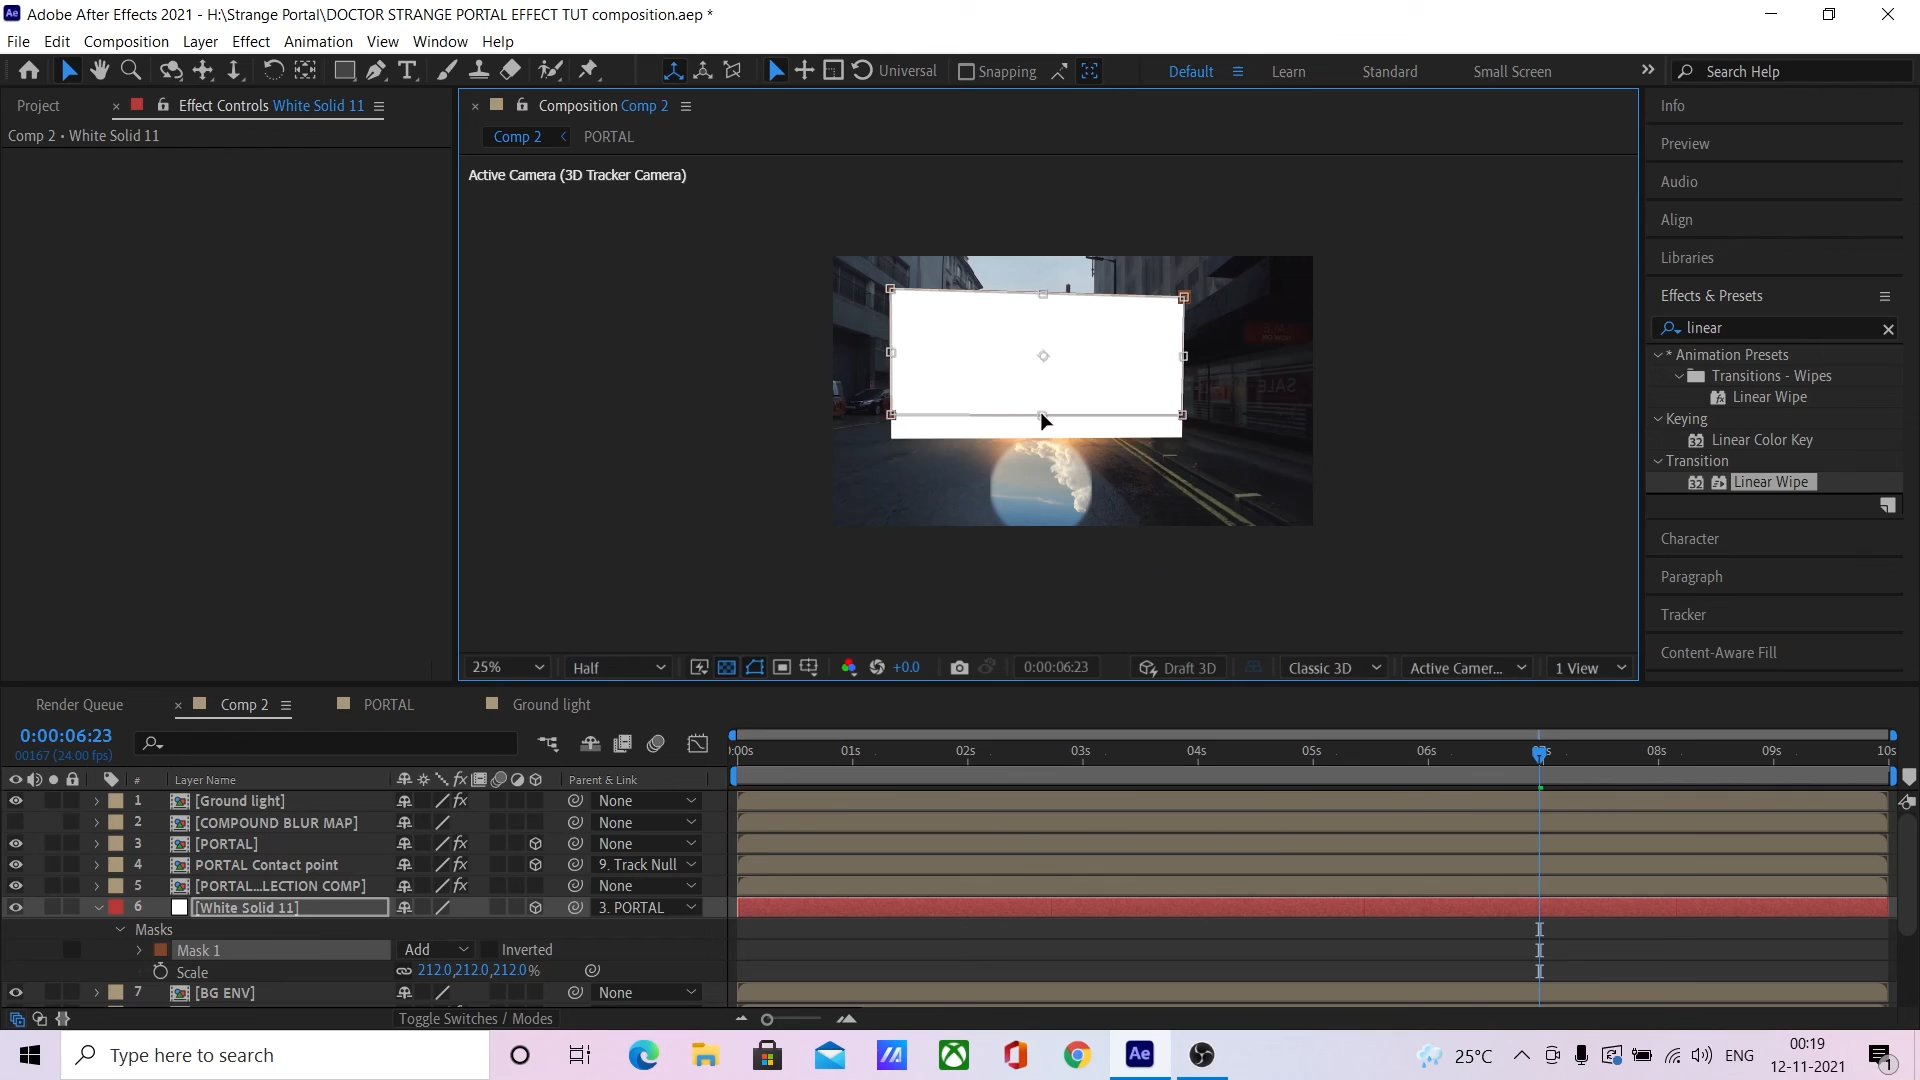 Adobe After Effects 2021 - H:\Strange Portal\DOCTOR STRANGE PORTAL EFFECT TUT composition.aep *
File Edit Composition Layer Effect Animation View Window Help
Universal Snapping Default Learn Standard Small Screen Search Help
Project Effect Controls White Solid 11
Comp 2 • White Solid 11
Composition Comp 2
Comp 2 PORTAL
Active Camera (3D Tracker Camera)
SALE
25% Half +0.0 0:00:06:23 Draft 3D Classic 3D Active Camer... 1 View
Info
Preview
Audio
Align
Libraries
Effects & Presets
linear
* Animation Presets
Transitions - Wipes
Linear Wipe
Keying
Linear Color Key
Transition
Linear Wipe
Character
Paragraph
Tracker
Content-Aware Fill
Render Queue Comp 2 PORTAL Ground light
0:00:06:23
00167 (24.00 fps)
:00s 01s 02s 03s 04s 05s 06s 07s 08s 09s 10s
# Layer Name Parent & Link
1 [Ground light] None
2 [COMPOUND BLUR MAP] None
3 [PORTAL] None
4 PORTAL Contact point 9. Track Null
5 [PORTAL...LECTION COMP] None
6 [White Solid 11] 3. PORTAL
Masks
Mask 1 Add Inverted
Scale 212.0,212.0,212.0%
7 [BG ENV] None
Toggle Switches / Modes
Type here to search
25°C ENG 00:19
12-11-2021
1